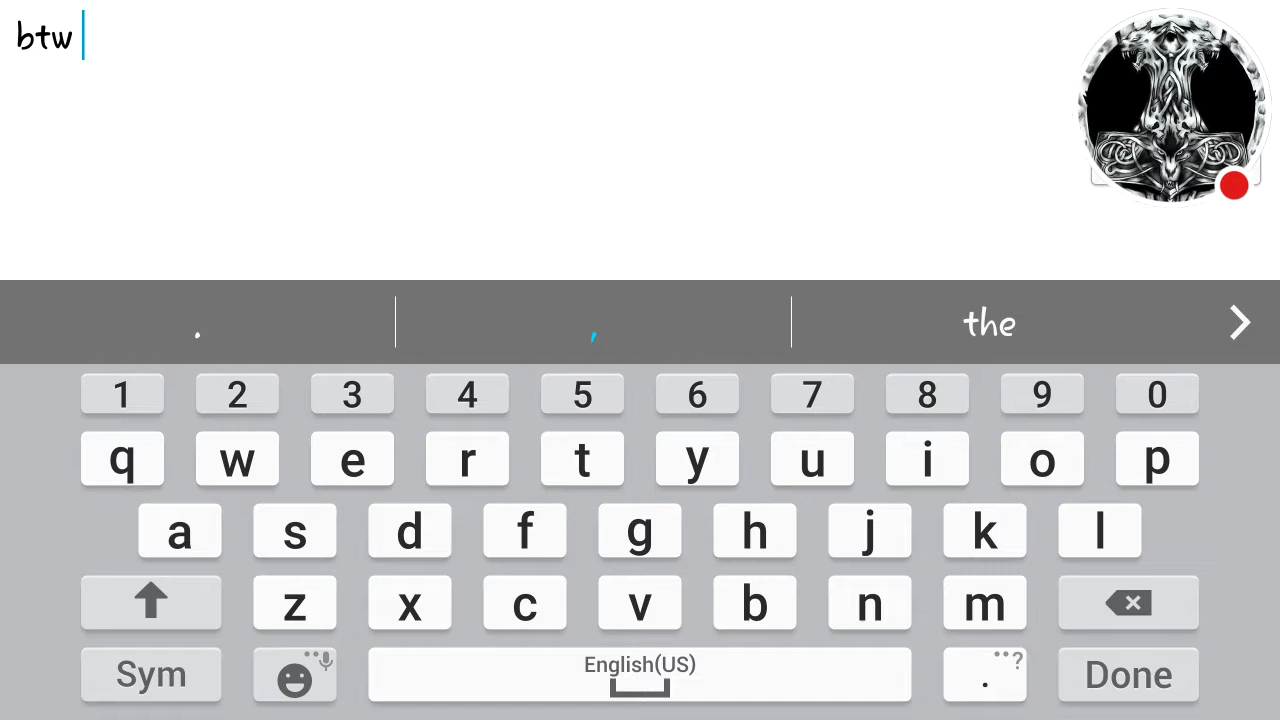 btw
. , the
1 2 3 4 5 6 7 8 9 0
q w e r t y u i o p
a s d f g h j k l
z x c v b n m
Sym English(US) . ? Done